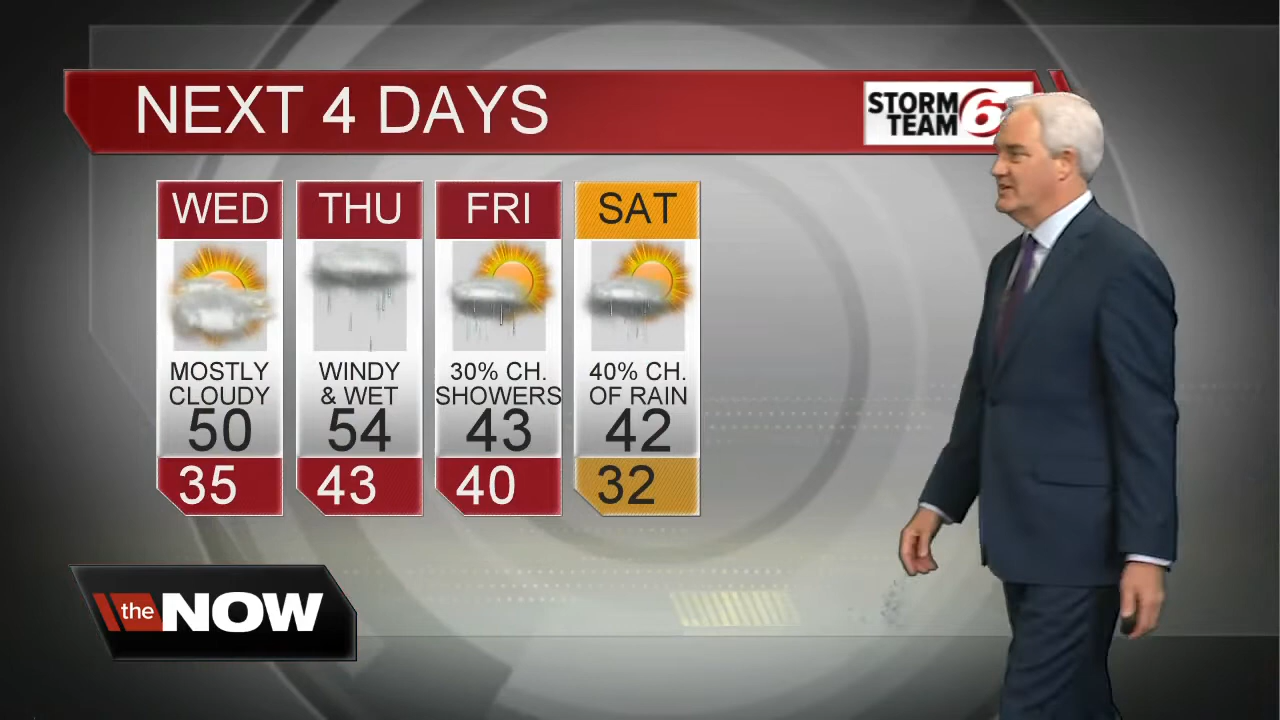 NEXT 4 DAYS
STORM
TEAM 6
WED
THU
FRI
SAT
MOSTLY
CLOUDY
WINDY
& WET
30% CH.
SHOWERS
40% CH.
OF RAIN
50
54
43
42
35
43
40
32
the NOW